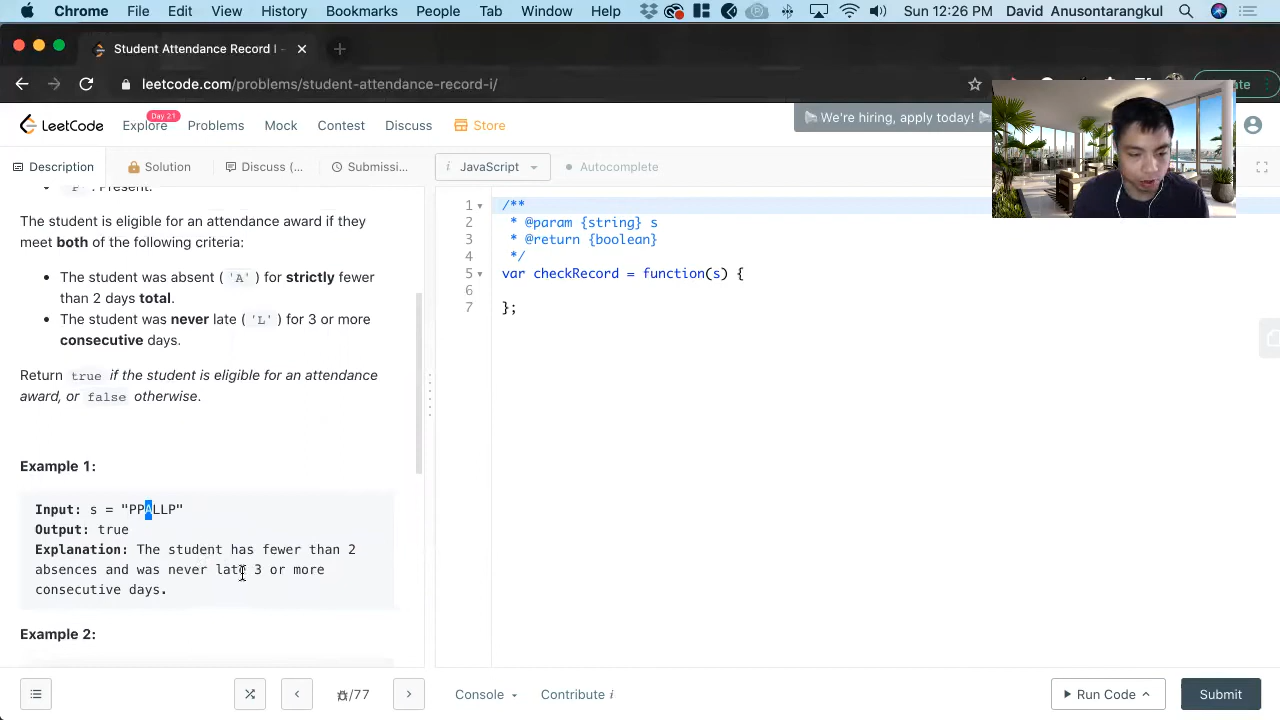 Chrome File Edit View History Bookmarks People Tab Window Help Sun 12:26 PM David Anusontarangkul
Student Attendance Record I -
leetcode.com/problems/student-attendance-record-i/
LeetCode Explore Day 21 Problems Mock Contest Discuss Store We're hiring, apply today!
Description Solution Discuss (... Submissi... i JavaScript Autocomplete
The student is eligible for an attendance award if they
meet both of the following criteria:
• The student was absent ( 'A' ) for strictly fewer
than 2 days total.
• The student was never late ( 'L' ) for 3 or more
consecutive days.
Return true if the student is eligible for an attendance
award, or false otherwise.
Example 1:
Input: s = "PPALLP"
Output: true
Explanation: The student has fewer than 2
absences and was never late 3 or more
consecutive days.
Example 2:
1 /**
2 * @param {string} s
3 * @return {boolean}
4 */
5 var checkRecord = function(s) {
6
7 };
/77 Console Contribute i Run Code Submit